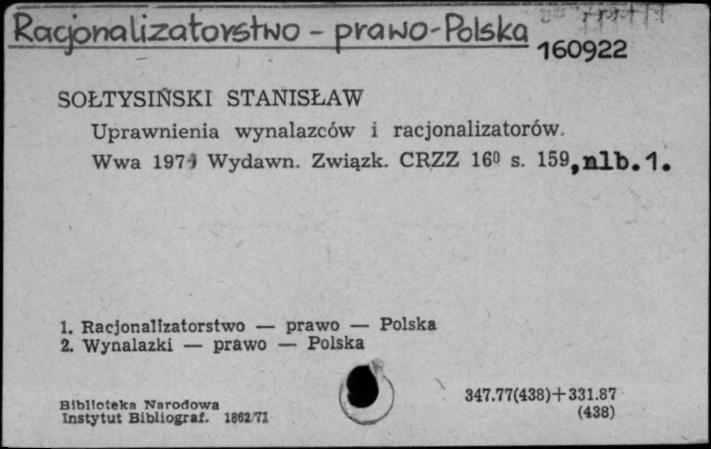 Racjonalizatorstwo - prawo-Polska
160922
SOŁTYSIŃSKI STANISŁAW
Uprawnienia wynalazców i racjonalizatorów.
Wwa 1971 Wydawn. Związk. CRZZ 16⁰ s. 159, nlb. 1.
1. Racjonalizatorstwo — prawo — Polska
2. Wynalazki — prawo — Polska
Biblioteka Narodowa
Instytut Bibliograf. 1862/71
347.77(438)+331.87
(438)